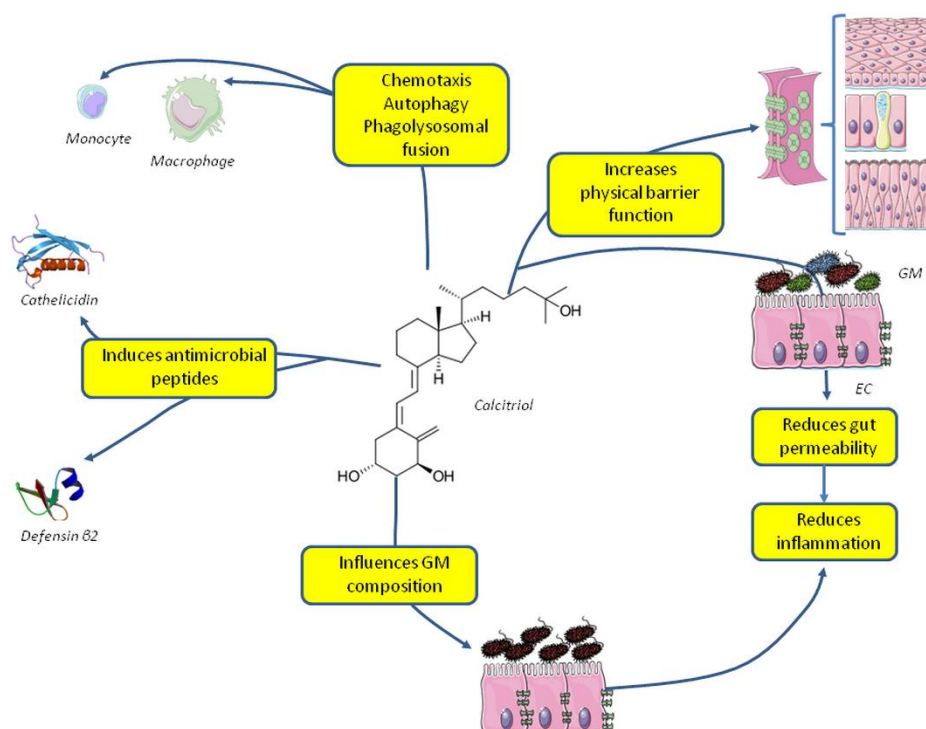 Chemotaxis
Autophagy
Phagolysosomal
fusion
Monocyte
Macrophage
Increases
physical barrier
function
Cathelicidin
Induces antimicrobial
peptides
Defensin β2
H
OH
H
Calcitriol
HO
OH
GM
EC
Reduces gut
permeability
Reduces
inflammation
Influences GM
composition